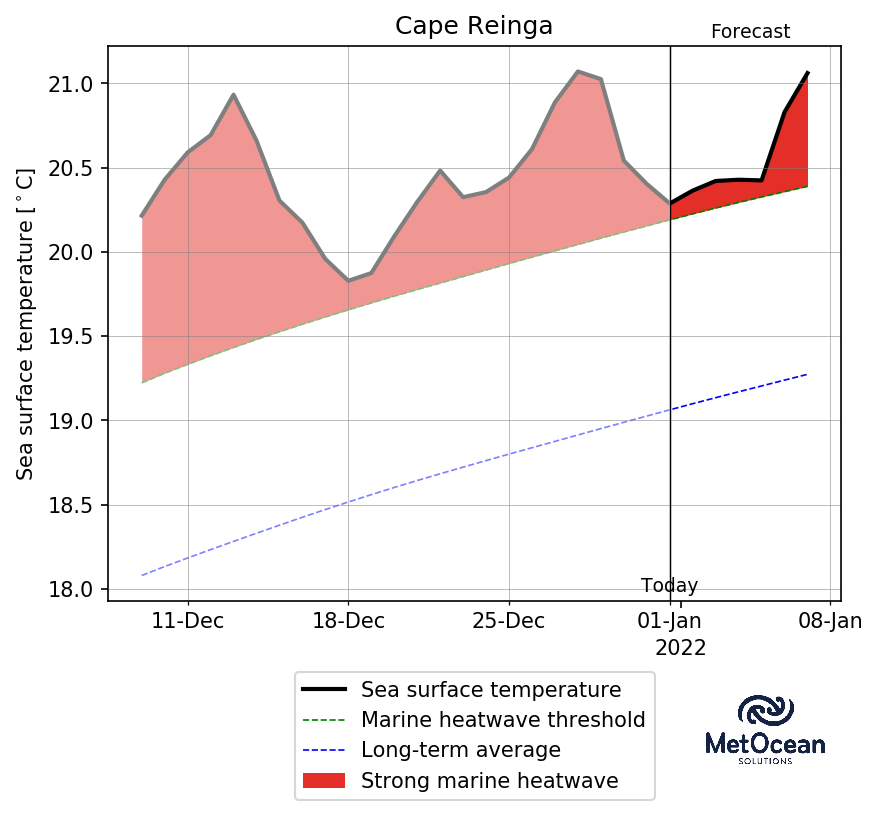 Cape Reinga
Forecast
Sea surface temperature [°C]
21.0
20.5
20.0
19.5
19.0
18.5
18.0
Today
11-Dec 18-Dec 25-Dec 01-Jan 08-Jan
2022
Sea surface temperature
Marine heatwave threshold
Long-term average
Strong marine heatwave
MetOcean
SOLUTIONS